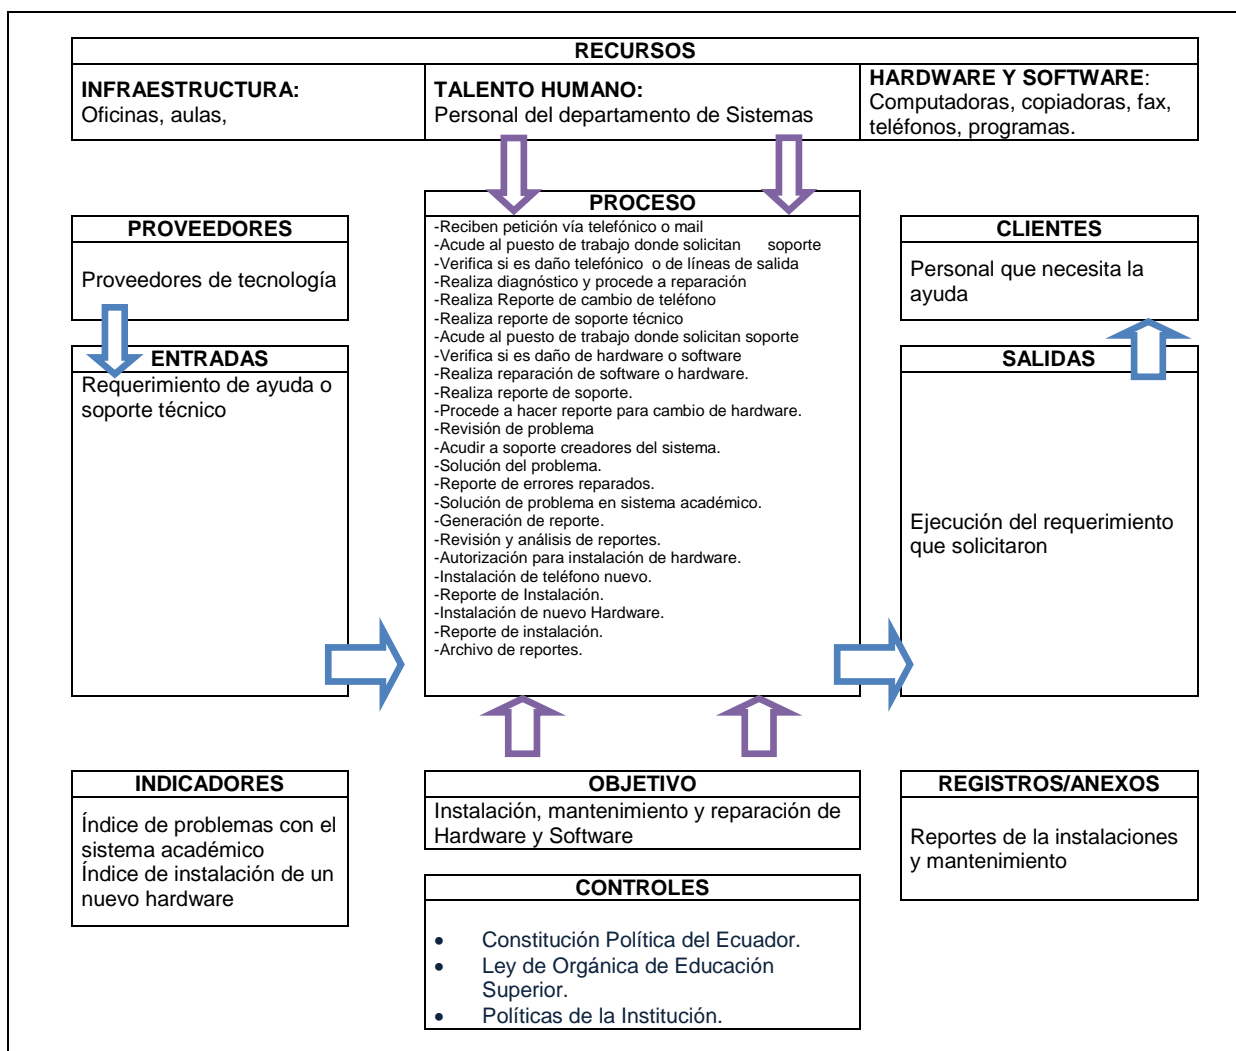 RECURSOS
INFRAESTRUCTURA:
Oficinas, aulas,
TALENTO HUMANO:
Personal del departamento de Sistemas
HARDWARE Y SOFTWARE:
Computadoras, copiadoras, fax,
teléfonos, programas.
PROVEEDORES
Proveedores de tecnología
ENTRADAS
Requerimiento de ayuda o
soporte técnico
PROCESO
-Reciben petición vía telefónico o mail
-Acude al puesto de trabajo donde solicitan soporte
-Verifica si es daño telefónico o de líneas de salida
-Realiza diagnóstico y procede a reparación
-Realiza Reporte de cambio de teléfono
-Realiza reporte de soporte técnico
-Acude al puesto de trabajo donde solicitan soporte
-Verifica si es daño de hardware o software
-Realiza reparación de software o hardware.
-Realiza reporte de soporte.
-Procede a hacer reporte para cambio de hardware.
-Revisión de problema
-Acudir a soporte creadores del sistema.
-Solución del problema.
-Reporte de errores reparados.
-Solución de problema en sistema académico.
-Generación de reporte.
-Revisión y análisis de reportes.
-Autorización para instalación de hardware.
-Instalación de teléfono nuevo.
-Reporte de Instalación.
-Instalación de nuevo Hardware.
-Reporte de instalación.
-Archivo de reportes.
CLIENTES
Personal que necesita la
ayuda
SALIDAS
Ejecución del requerimiento
que solicitaron
INDICADORES
Índice de problemas con el
sistema académico
Índice de instalación de un
nuevo hardware
OBJETIVO
Instalación, mantenimiento y reparación de
Hardware y Software
REGISTROS/ANEXOS
Reportes de la instalaciones
y mantenimiento
CONTROLES
• Constitución Política del Ecuador.
• Ley de Orgánica de Educación
Superior.
• Políticas de la Institución.